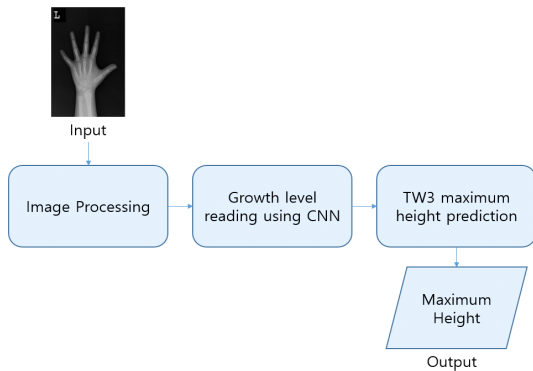 L
Input
Image Processing
Growth level
reading using CNN
TW3 maximum
height prediction
Maximum
Height
Output